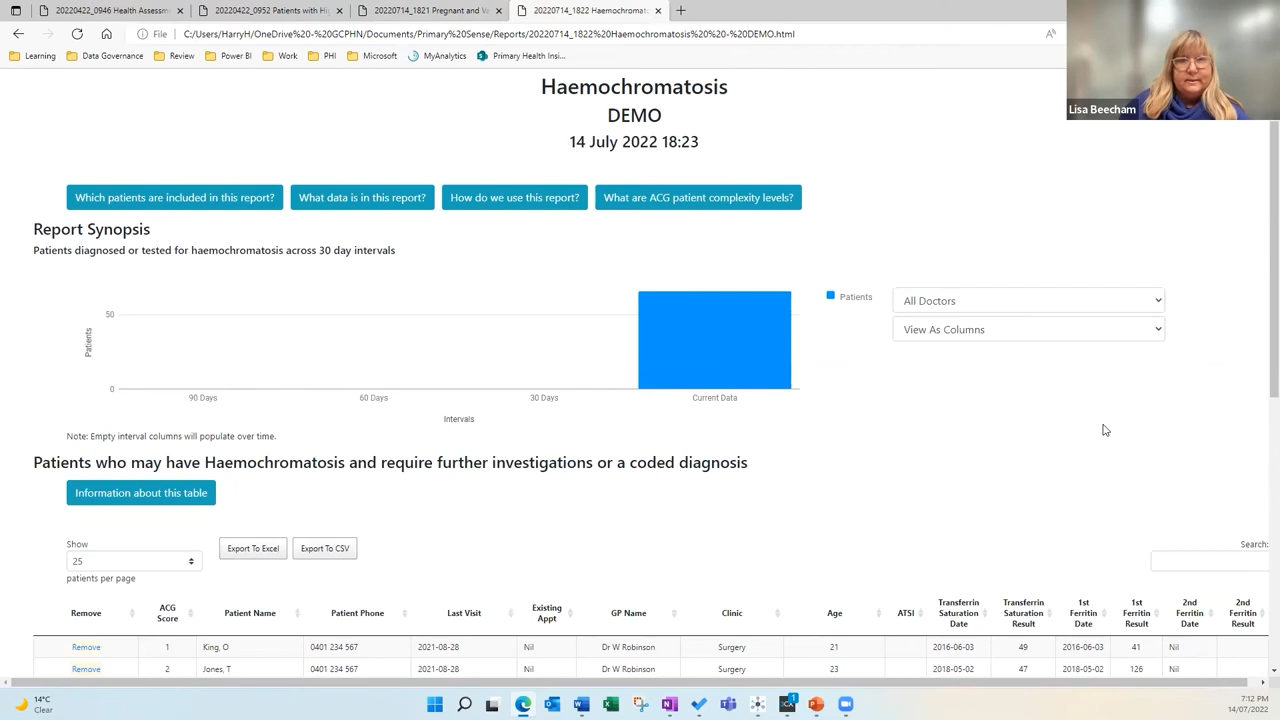 20220422_0946 Health Assessm
20220422_0952 Patients with Hi
20220714_1821 Pregnant and Va
20220714_1822 Haemochromato
File
C:/Users/HarryH/OneDrive%20-%20GCPHN/Documents/Primary%20Sense/Reports/20220714_1822%20Haemochromatosis%20%20-%20DEMO.html
Learning
Data Governance
Review
Power BI
Work
PHI
Microsoft
MyAnalytics
Primary Health Insi...
Lisa Beecham
Haemochromatosis
DEMO
14 July 2022 18:23
Which patients are included in this report?
What data is in this report?
How do we use this report?
What are ACG patient complexity levels?
Report Synopsis
Patients diagnosed or tested for haemochromatosis across 30 day intervals
Patients
50
0
90 Days
60 Days
30 Days
Current Data
Intervals
Patients
All Doctors
View As Columns
Note: Empty interval columns will populate over time.
Patients who may have Haemochromatosis and require further investigations or a coded diagnosis
Information about this table
Show
25
patients per page
Export To Excel
Export To CSV
Search:
Remove
ACG
Score
Patient Name
Patient Phone
Last Visit
Existing
Appt
GP Name
Clinic
Age
ATSI
Transferrin
Saturation
Date
Transferrin
Saturation
Result
1st
Ferritin
Date
1st
Ferritin
Result
2nd
Ferritin
Date
2nd
Ferritin
Result
Remove 1 King, O 0401 234 567 2021-08-28 Nil Dr W Robinson Surgery 21 2016-06-03 49 2016-06-03 41 Nil
Remove 2 Jones, T 0401 234 567 2021-08-28 Nil Dr W Robinson Surgery 23 2018-05-02 47 2018-05-02 126 Nil
14°C
Clear
7:12 PM
14/07/2022